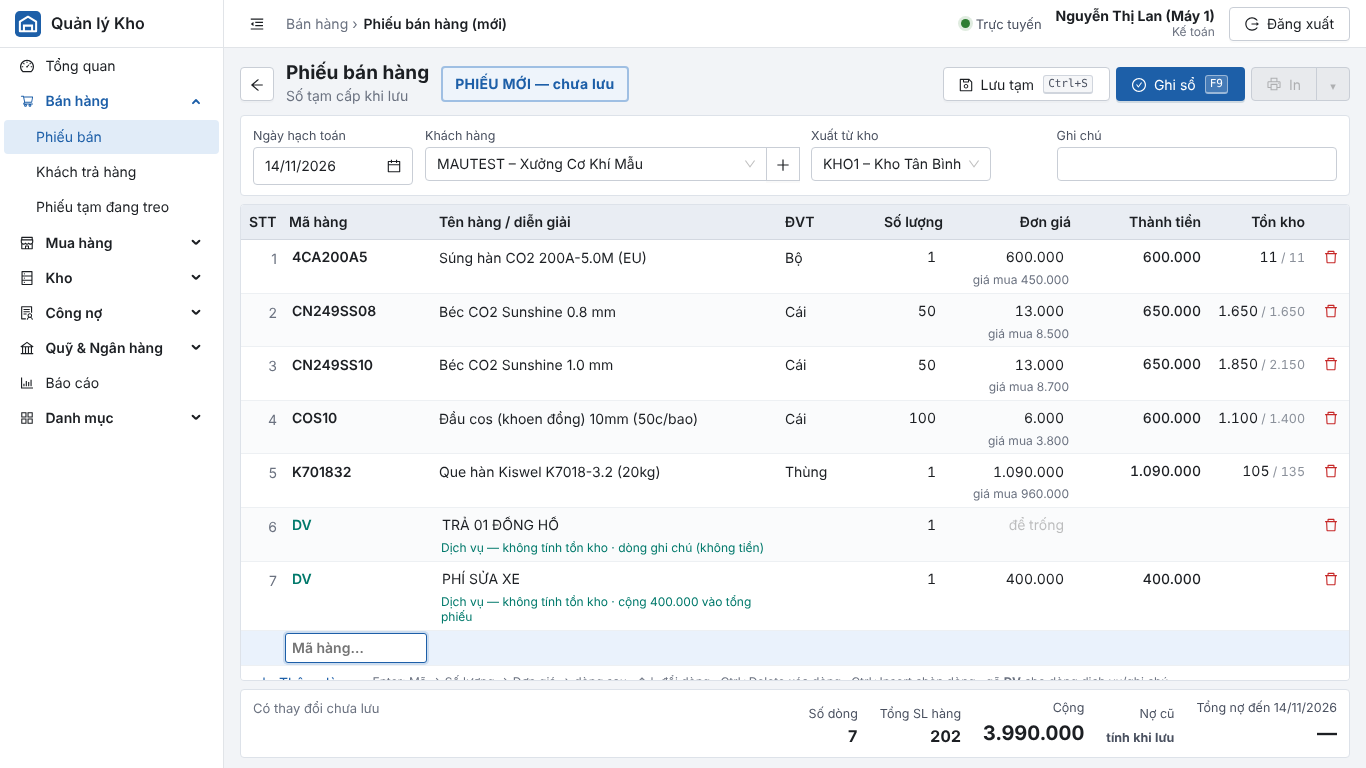 Quản lý Kho
Bán hàng › Phiếu bán hàng (mới)
Trực tuyến
Nguyễn Thị Lan (Máy 1)
Kế toán
Đăng xuất
Tổng quan
Bán hàng
Phiếu bán
Khách trả hàng
Phiếu tạm đang treo
Mua hàng
Kho
Công nợ
Quỹ & Ngân hàng
Báo cáo
Danh mục
Phiếu bán hàng
Số tạm cấp khi lưu
PHIẾU MỚI — chưa lưu
Lưu tạm Ctrl+S
Ghi sổ F9
In
Ngày hạch toán
14/11/2026
Khách hàng
MAUTEST – Xưởng Cơ Khí Mẫu
Xuất từ kho
KHO1 – Kho Tân Bình
Ghi chú
STT Mã hàng Tên hàng / diễn giải ĐVT Số lượng Đơn giá Thành tiền Tồn kho
1 4CA200A5 Súng hàn CO2 200A-5.0M (EU) Bộ 1 600.000 600.000 11 / 11
giá mua 450.000
2 CN249SS08 Béc CO2 Sunshine 0.8 mm Cái 50 13.000 650.000 1.650 / 1.650
giá mua 8.500
3 CN249SS10 Béc CO2 Sunshine 1.0 mm Cái 50 13.000 650.000 1.850 / 2.150
giá mua 8.700
4 COS10 Đầu cos (khoen đồng) 10mm (50c/bao) Cái 100 6.000 600.000 1.100 / 1.400
giá mua 3.800
5 K701832 Que hàn Kiswel K7018-3.2 (20kg) Thùng 1 1.090.000 1.090.000 105 / 135
giá mua 960.000
6 DV TRẢ 01 ĐỒNG HỒ 1 để trống
Dịch vụ — không tính tồn kho · dòng ghi chú (không tiền)
7 DV PHÍ SỬA XE 1 400.000 400.000
Dịch vụ — không tính tồn kho · cộng 400.000 vào tổng
phiếu
Mã hàng...
Có thay đổi chưa lưu
Số dòng
7
Tổng SL hàng
202
Cộng
3.990.000
Nợ cũ
tính khi lưu
Tổng nợ đến 14/11/2026
—